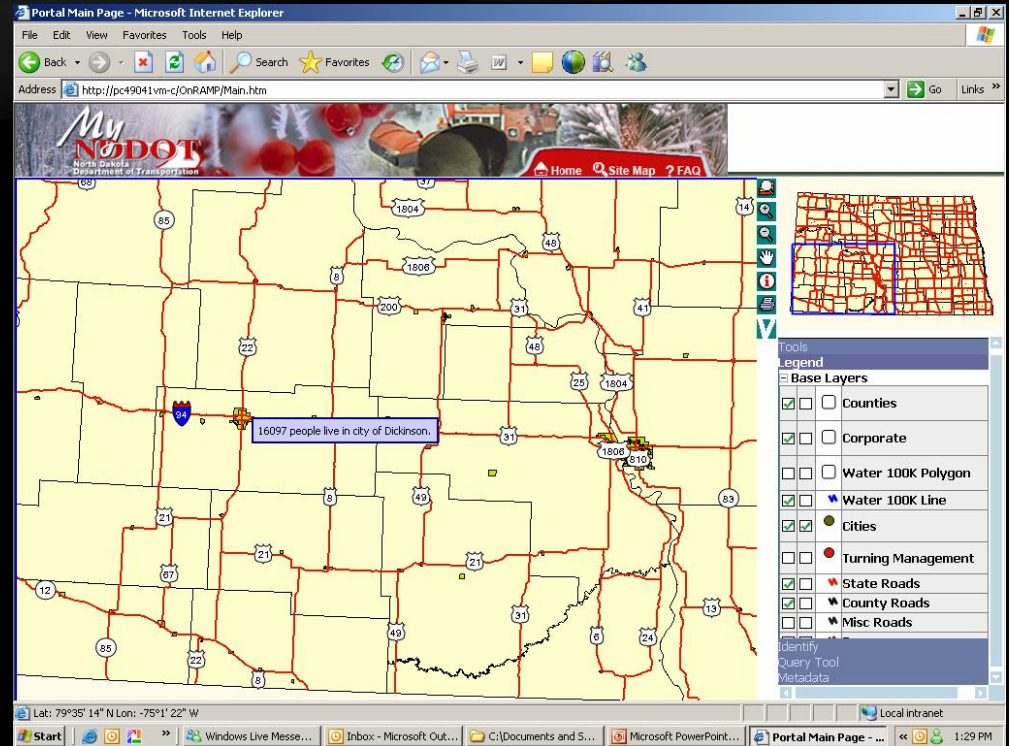 Portal Main Page - Microsoft Internet Explorer
File Edit View Favorites Tools Help
Back Search Favorites
Address http://pc49041vm-c/OnRAMP/Main.htm Go Links »
My
NDDOT
North Dakota
Department of Transportation
Home Site Map ? FAQ
68 37
85 1804 14
48
8 1806
200 31 41
22 48
25 1804
94
16097 people live in city of Dickinson.
31 1806 810
8 49 83
21
21 21
67
12
31 13
85 49 6 24
22
8
Tools
Legend
Base Layers
Counties
Corporate
Water 100K Polygon
Water 100K Line
Cities
Turning Management
State Roads
County Roads
Misc Roads
Identify
Query Tool
Metadata
Lat: 79°35' 14" N Lon: -75°1' 22" W Local intranet
Start » Windows Live Messe... Inbox - Microsoft Out... C:\Documents and S... Microsoft PowerPoint... Portal Main Page - ... « 1:29 PM